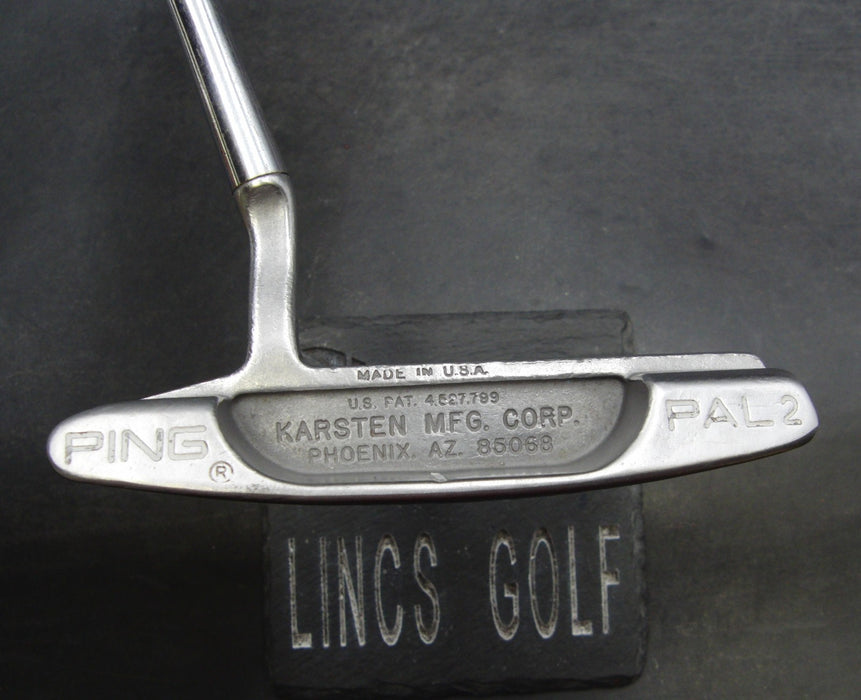 MADE IN U.S.A.
U.S. PAT. 4.527.799
KARSTEN MFG. CORP.
PHOENIX. AZ. 85068
PING ®
PAL 2
LINCS GOLF